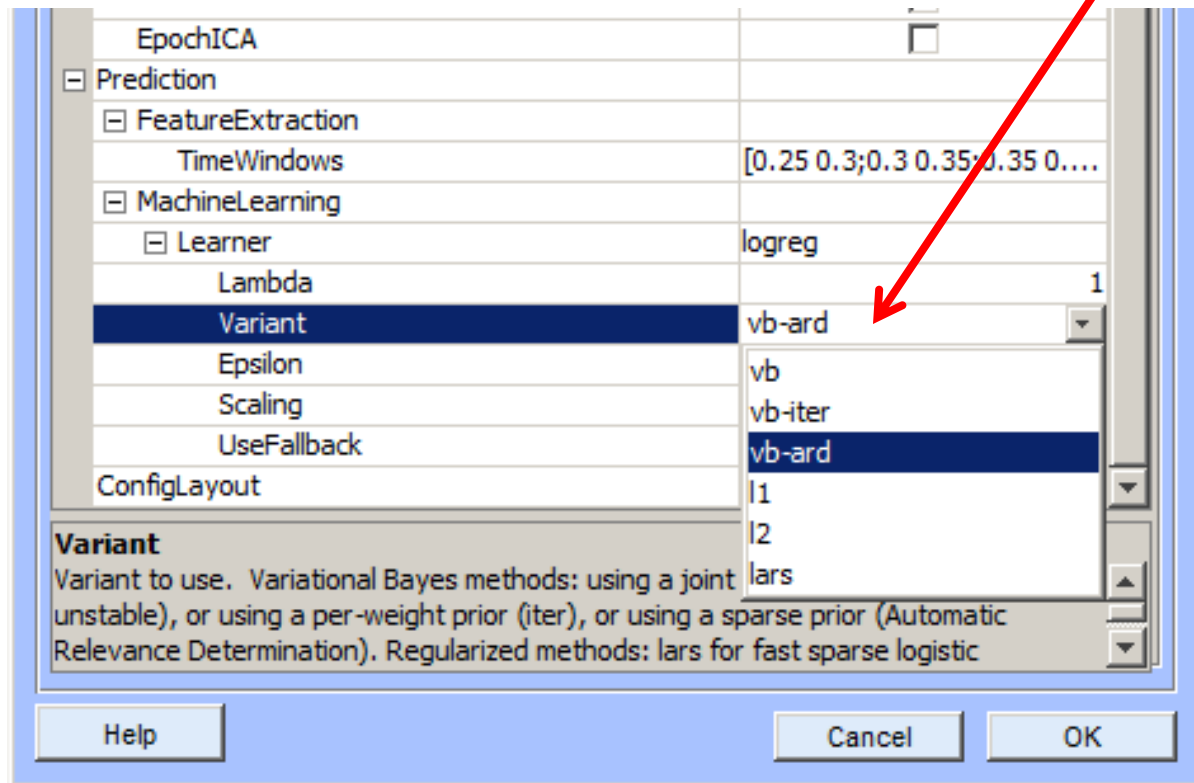 EpochICA
Prediction
FeatureExtraction
TimeWindows [0.25 0.3;0.3 0.35;0.35 0....
MachineLearning
Learner logreg
Lambda 1
Variant vb-ard
Epsilon vb
Scaling vb-iter
UseFallback vb-ard
ConfigLayout l1
l2
Variant
Variant to use. Variational Bayes methods: using a joint lars
unstable), or using a per-weight prior (iter), or using a sparse prior (Automatic
Relevance Determination). Regularized methods: lars for fast sparse logistic
Help Cancel OK